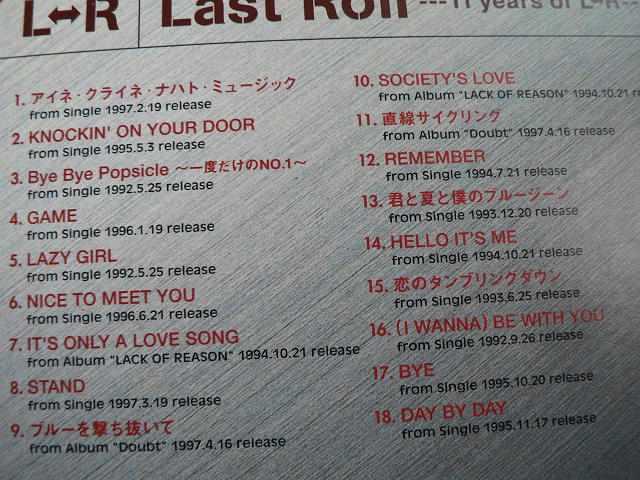 L↔R Last Roll ---11 years of L↔R--
1. アイネ・クライネ・ナハト・ミュージック
from Single 1997.2.19 release
2. KNOCKIN' ON YOUR DOOR
from Single 1995.5.3 release
3. Bye Bye Popsicle ～一度だけのNO.1～
from Single 1992.5.25 release
4. GAME
from Single 1996.1.19 release
5. LAZY GIRL
from Single 1992.5.25 release
6. NICE TO MEET YOU
from Single 1996.6.21 release
7. IT'S ONLY A LOVE SONG
from Album "LACK OF REASON" 1994.10.21 release
8. STAND
from Single 1997.3.19 release
9. ブルーを撃ち抜いて
from Album "Doubt" 1997.4.16 release
10. SOCIETY'S LOVE
from Album "LACK OF REASON" 1994.10.21 r
11. 直線サイクリング
from Album "Doubt" 1997.4.16 release
12. REMEMBER
from Single 1994.7.21 release
13. 君と夏と僕のブルージーン
from Single 1993.12.20 release
14. HELLO IT'S ME
from Single 1994.10.21 release
15. 恋のタンブリングダウン
from Single 1993.6.25 release
16. (I WANNA) BE WITH YOU
from Single 1992.9.26 release
17. BYE
from Single 1995.10.20 release
18. DAY BY DAY
from Single 1995.11.17 release